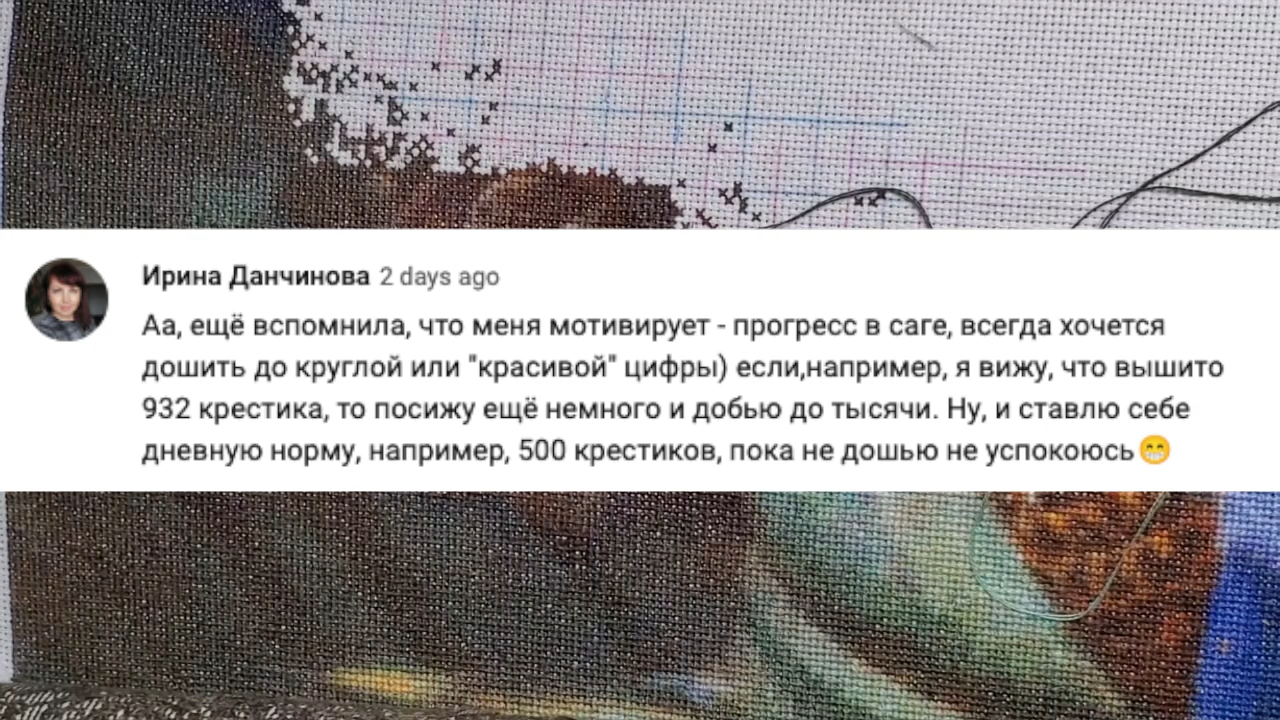 Ирина Данчинова 2 days ago
Аа, ещё вспомнила, что меня мотивирует - прогресс в саге, всегда хочется
дошить до круглой или "красивой" цифры) если,например, я вижу, что вышито
932 крестика, то посижу ещё немного и добью до тысячи. Ну, и ставлю себе
дневную норму, например, 500 крестиков, пока не дошью не успокоюсь😁